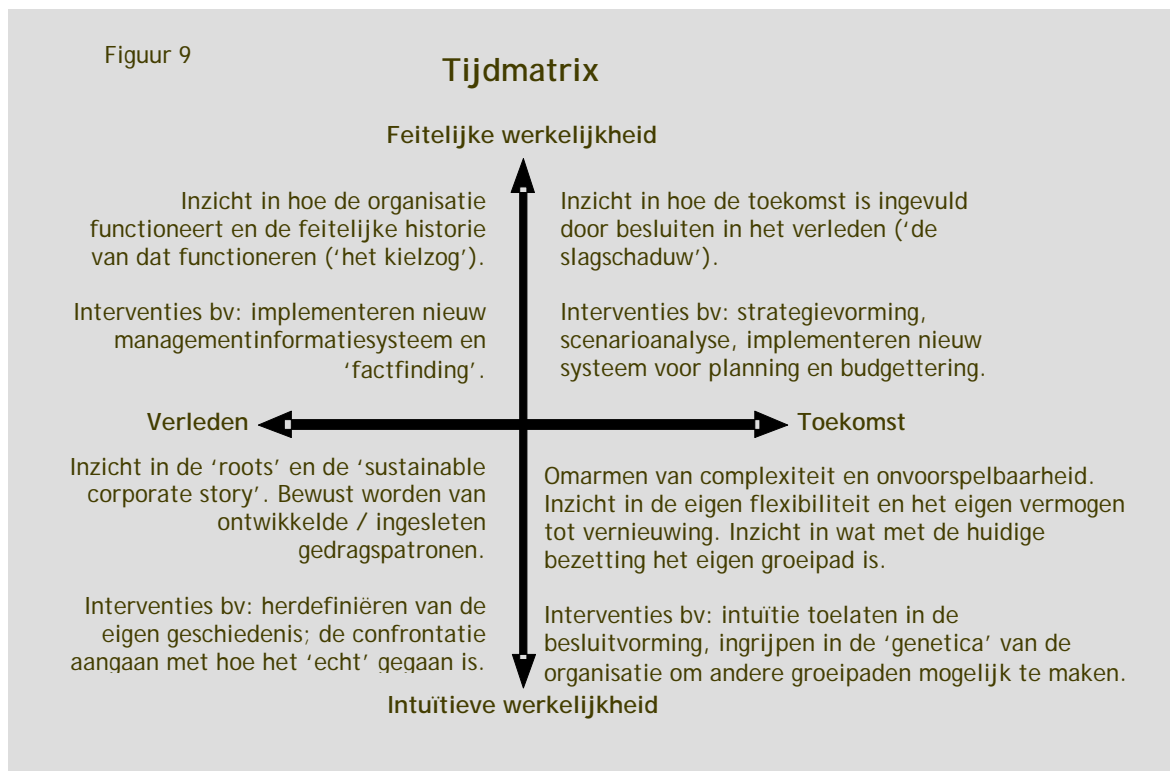 Figuur 9
Tijdmatrix
Feitelijke werkelijkheid
Inzicht in hoe de organisatie
functioneert en de feitelijke historie
van dat functioneren (‘het kielzog’).
Interventies bv: implementeren nieuw
managementinformatiesysteem en
‘factfinding’.
Inzicht in hoe de toekomst is ingevuld
door besluiten in het verleden (‘de
slagschaduw’).
Interventies bv: strategievorming,
scenarioanalyse, implementeren nieuw
systeem voor planning en budgettering.
Verleden
Toekomst
Inzicht in de ‘roots’ en de ‘sustainable
corporate story’. Bewust worden van
ontwikkelde / ingesleten
gedragspatronen.
Interventies bv: herdefiniëren van de
eigen geschiedenis; de confrontatie
aangaan met hoe het ‘echt’ gegaan is.
Omarmen van complexiteit en onvoorspelbaarheid.
Inzicht in de eigen flexibiliteit en het eigen vermogen
tot vernieuwing. Inzicht in wat met de huidige
bezetting het eigen groeipad is.
Interventies bv: intuïtie toelaten in de
besluitvorming, ingrijpen in de ‘genetica’ van de
organisatie om andere groeipaden mogelijk te maken.
Intuïtieve werkelijkheid